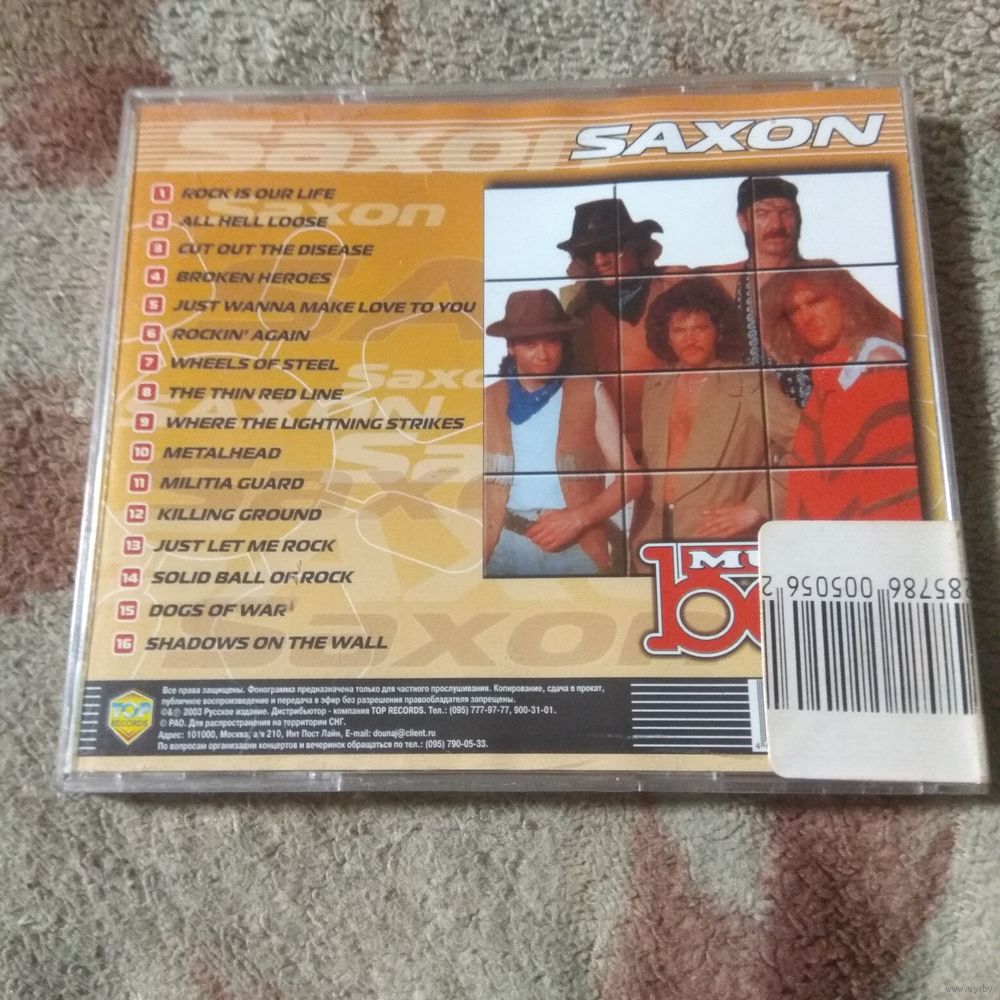 Saxon
SAXON
1 ROCK IS OUR LIFE
2 ALL HELL LOOSE
Saxon
3 CUT OUT THE DISEASE
4 BROKEN HEROES
5 JUST WANNA MAKE LOVE TO YOU
6 ROCKIN' AGAIN
7 WHEELS OF STEEL
8 THE THIN RED LINE
9 WHERE THE LIGHTNING STRIKES
10 METALHEAD
11 MILITIA GUARD
12 KILLING GROUND
13 JUST LET ME ROCK
14 SOLID BALL OF ROCK
15 DOGS OF WAR
16 SHADOWS ON THE WALL
285786 005056 2
TOP
RECORDS
Все права защищены. Фонограмма предназначена только для частного прослушивания. Копирование, сдача в прокат,
публичное воспроизведение и передача в эфир без разрешения правообладателя запрещены.
©&℗ 2003 Русское издание. Дистрибьютор - компания TOP RECORDS. Тел.: (095) 777-97-77, 900-31-01.
© РАО. Для распространения на территории СНГ.
Адрес: 101000, Москва, а/я 210, Инт Пост Лайн, E-mail: dounaj@client.ru
По вопросам организации концертов и вечеринок обращаться по тел.: (095) 790-05-33.
www.ay.by